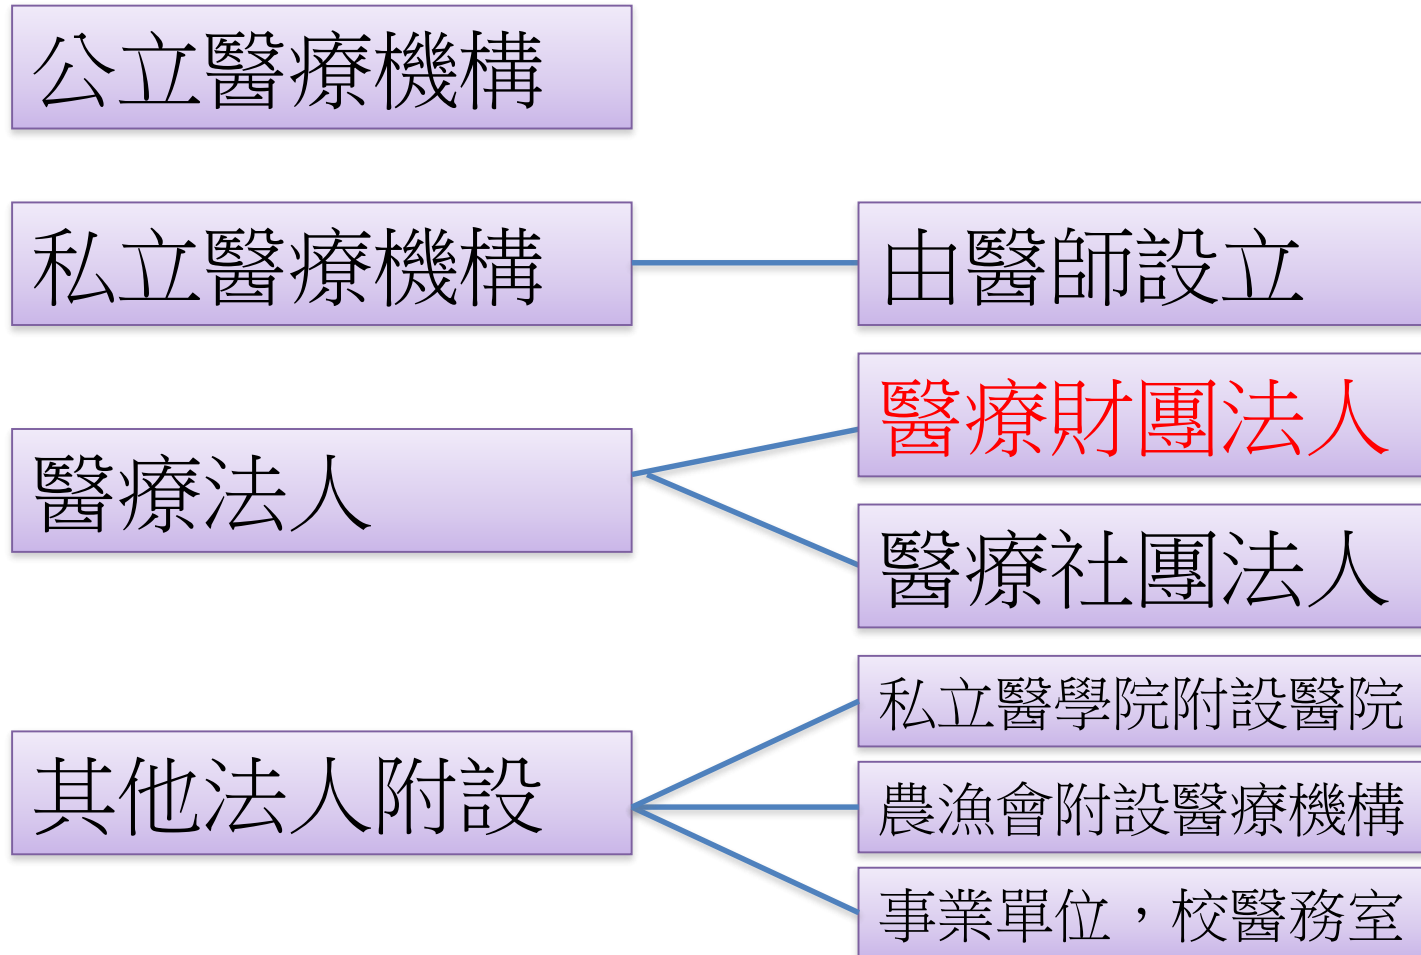 公立醫療機構
私立醫療機構
由醫師設立
醫療法人
醫療財團法人
醫療社團法人
其他法人附設
私立醫學院附設醫院
農漁會附設醫療機構
事業單位，校醫務室